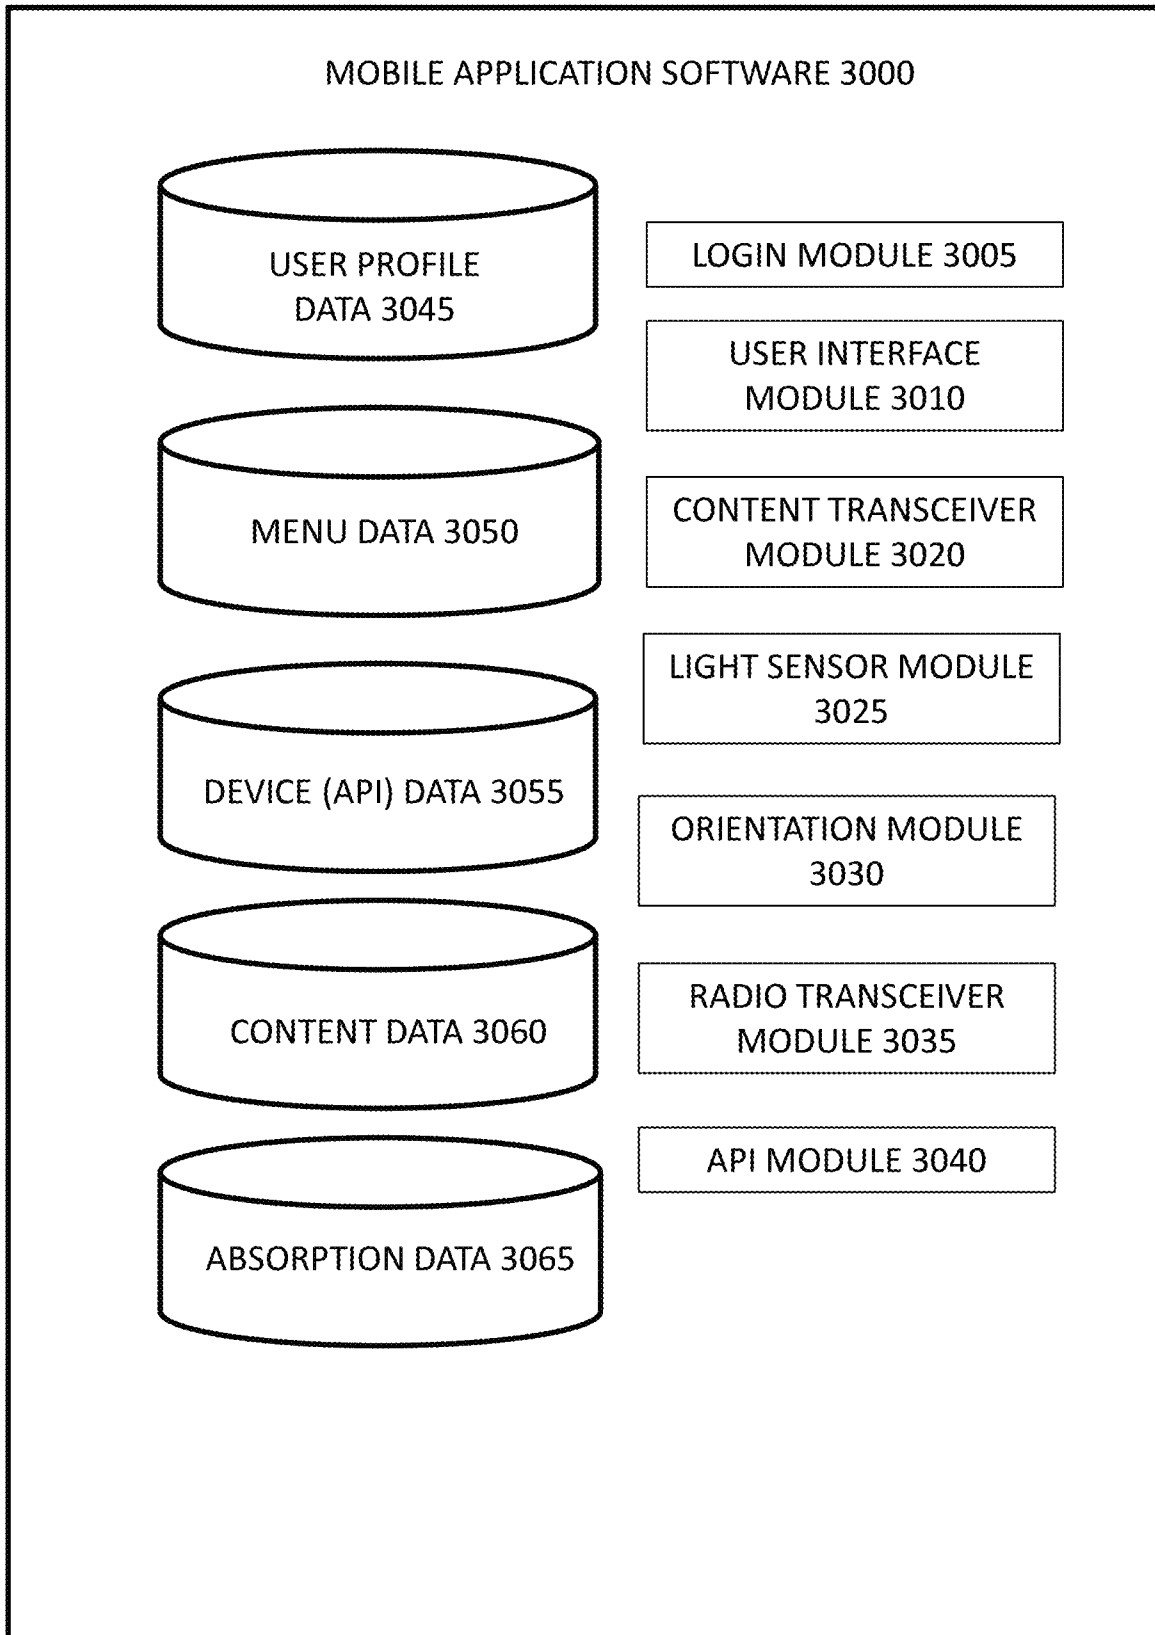 MOBILE APPLICATION SOFTWARE 3000
USER PROFILE
DATA 3045
MENU DATA 3050
DEVICE (API) DATA 3055
CONTENT DATA 3060
ABSORPTION DATA 3065
LOGIN MODULE 3005
USER INTERFACE
MODULE 3010
CONTENT TRANSCEIVER
MODULE 3020
LIGHT SENSOR MODULE
3025
ORIENTATION MODULE
3030
RADIO TRANSCEIVER
MODULE 3035
API MODULE 3040